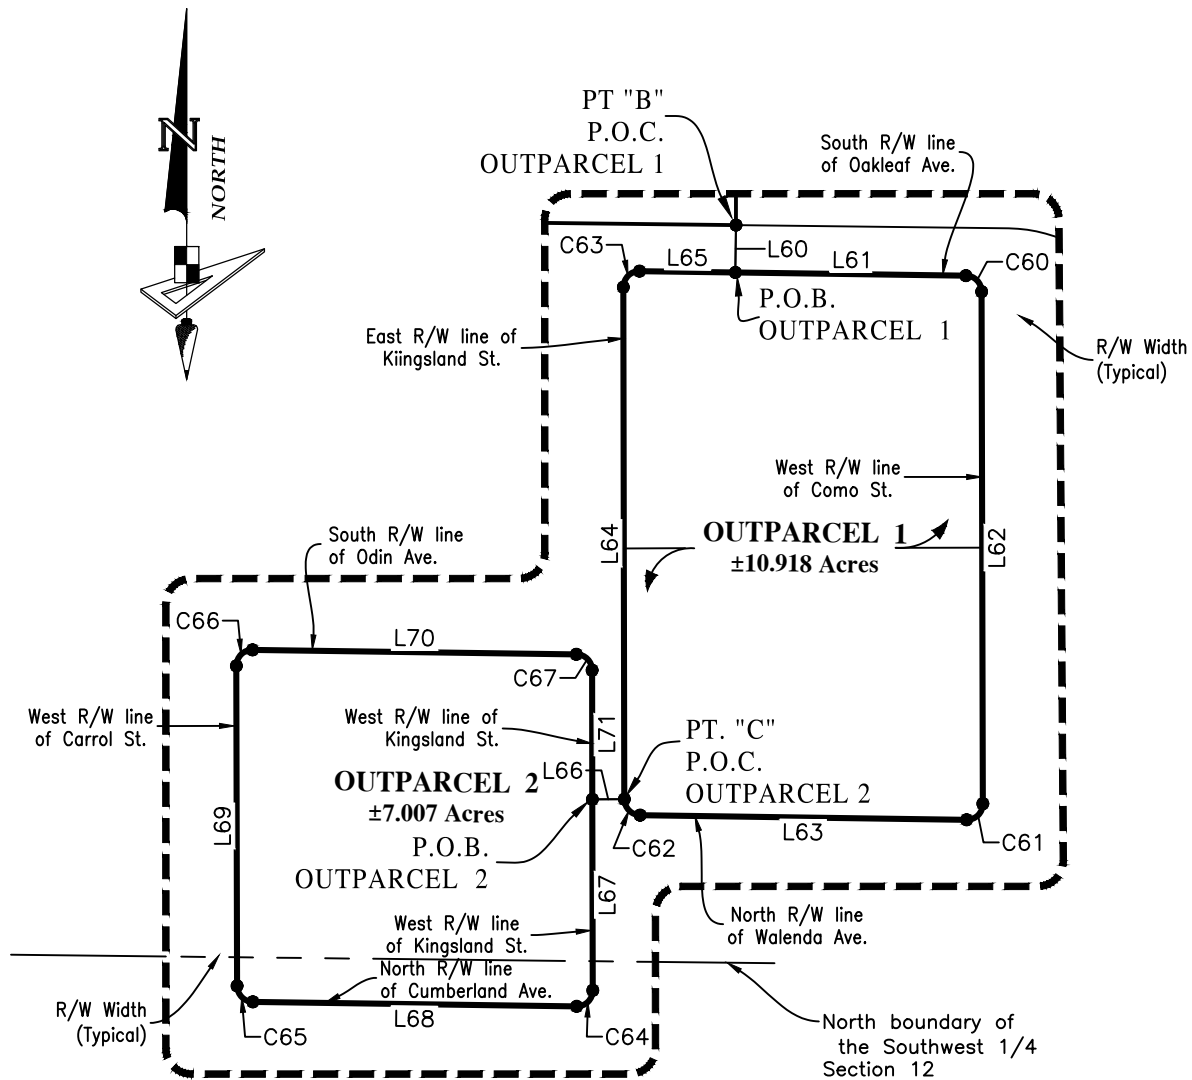 N
NORTH
PT "B"
P.O.C.
OUTPARCEL 1
South R/W line
of Oakleaf Ave.
C63
L65
L60
L61
C60
P.O.B.
OUTPARCEL 1
East R/W line of
Kiingsland St.
R/W Width
(Typical)
West R/W line
of Como St.
OUTPARCEL 1
±10.918 Acres
L64
L62
South R/W line
of Odin Ave.
C66
L70
C67
West R/W line
of Carrol St.
West R/W line of
Kingsland St.
L71
PT. "C"
P.O.C.
OUTPARCEL 2
L66
OUTPARCEL 2
±7.007 Acres
P.O.B.
OUTPARCEL 2
L69
L63
C62
C61
L67
West R/W line
of Kingsland St.
North R/W line
of Walenda Ave.
North R/W line
of Cumberland Ave.
R/W Width
(Typical)
C65
L68
C64
North boundary of
the Southwest 1/4
Section 12